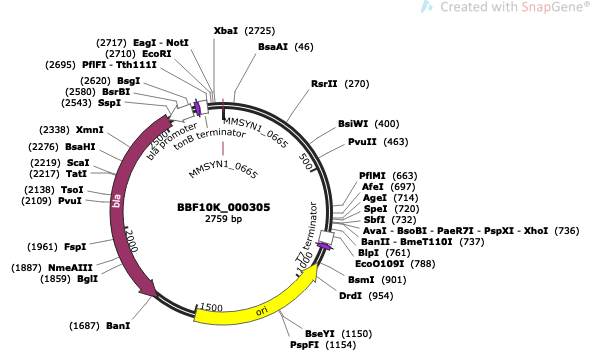 Created with SnapGene®
XbaI (2725)
(2717) EagI - NotI
BsaAI (46)
(2710) EcoRI
(2695) PflFI - Tth111I
(2620) BsgI
(2580) BsrBI
(2543) SspI
RsrII (270)
(2338) XmnI
(2276) BsaHI
(2219) ScaI
(2217) TatI
(2138) TsoI
(2109) PvuI
(1961) FspI
(1887) NmeAIII
(1859) BglI
(1687) BanI
BsiWI (400)
PvuII (463)
PflMI (663)
AfeI (697)
AgeI (714)
SpeI (720)
SbfI (732)
AvaI - BsoBI - PaeR7I - PspXI - XhoI (736)
BanII - BmeT110I (737)
BlpI (761)
EcoO109I (788)
BsmI (901)
DrdI (954)
BseYI (1150)
PspFI (1154)
MMSYN1_0665
tonB terminator
bla promoter
MMSYN1_0665
BBF10K_000305
2759 bp
T7 terminator
bla
ori
500
1000
1500
2000
2500